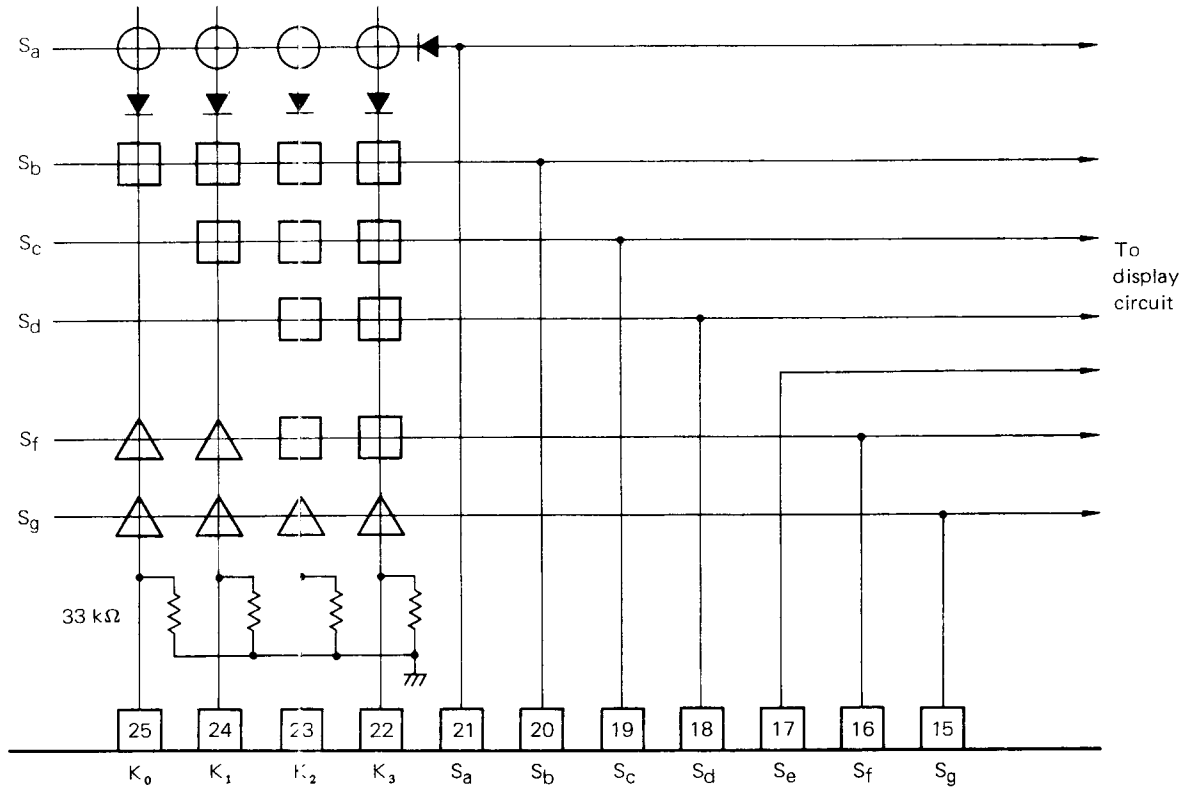 Sa
Sb
Sc
To
display
circuit
Sd
Sf
Sg
33 kΩ
25 24 23 22 21 20 19 18 17 16 15
K₀ K₁ K₂ K₃ Sa Sb Sc Sd Se Sf Sg